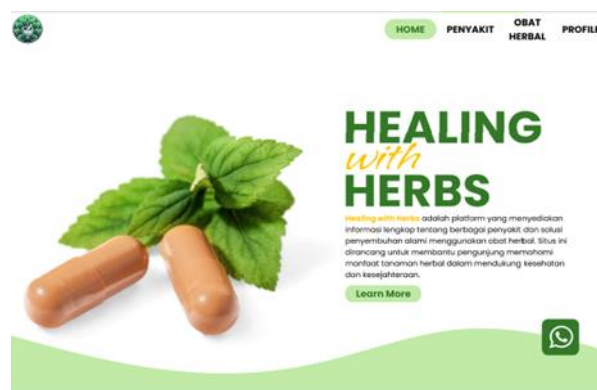 HOME PENYAKIT OBAT HERBAL PROFIL
HEALING
with
HERBS
Healing with Herbs adalah platform yang menyediakan
informasi lengkap tentang berbagai penyakit dan solusi
penyembuhan alami menggunakan obat herbal. Situs ini
dirancang untuk membantu pengunjung memahami
manfaat tanaman herbal dalam mendukung kesehatan
dan kesejahteraan.
Learn More